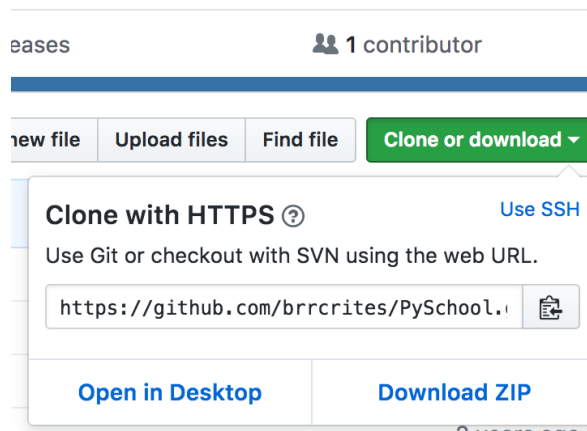 eases
1 contributor
new file
Upload files
Find file
Clone or download
Clone with HTTPS ?
Use SSH
Use Git or checkout with SVN using the web URL.
https://github.com/brrcrites/PySchool.
Open in Desktop
Download ZIP